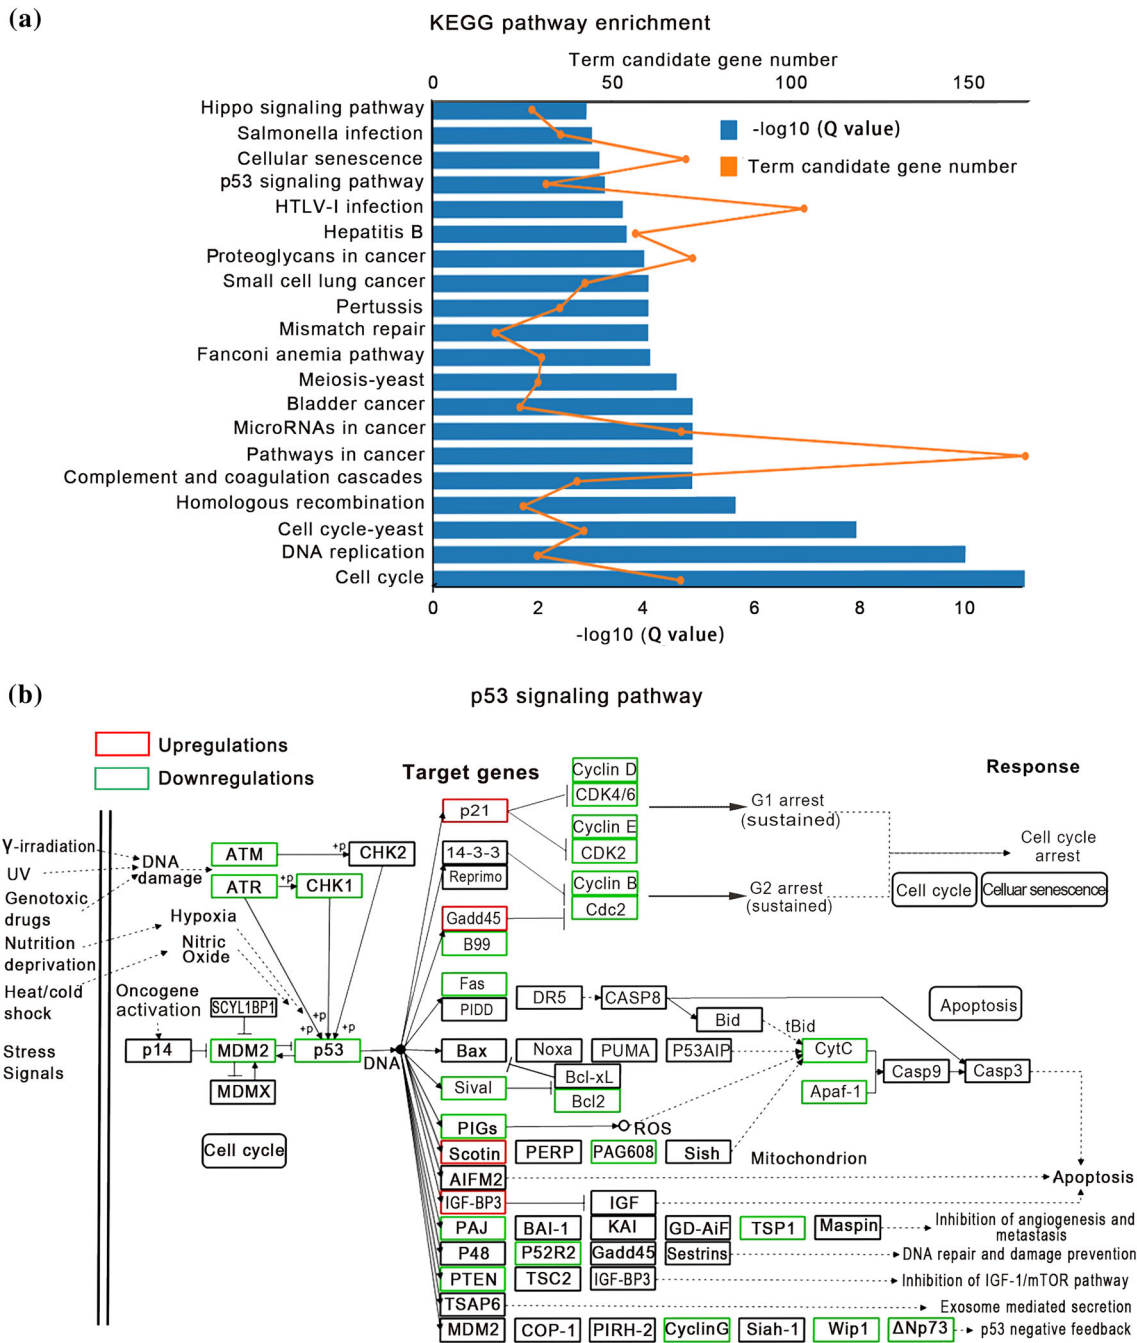 (a)
KEGG pathway enrichment
Term candidate gene number
0 50 100 150
Hippo signaling pathway
Salmonella infection
Cellular senescence
p53 signaling pathway
HTLV-I infection
Hepatitis B
Proteoglycans in cancer
Small cell lung cancer
Pertussis
Mismatch repair
Fanconi anemia pathway
Meiosis-yeast
Bladder cancer
MicroRNAs in cancer
Pathways in cancer
Complement and coagulation cascades
Homologous recombination
Cell cycle-yeast
DNA replication
Cell cycle
-log10 (Q value)
Term candidate gene number
0 2 4 6 8 10
-log10 (Q value)
(b)
p53 signaling pathway
Upregulations
Downregulations
Target genes
Response
γ-irradiation
UV
Genotoxic
drugs
Nutrition
deprivation
Heat/cold
shock
Stress
Signals
DNA
damage
Hypoxia
Nitric
Oxide
Oncogene
activation
ATM
+p
CHK2
ATR
+p
CHK1
SCYL1BP1
+p
+p
+p
p14
MDM2
p53
DNA
MDMX
Cell cycle
p21
Cyclin D
CDK4/6
Cyclin E
CDK2
G1 arrest
(sustained)
14-3-3
Reprimo
Cyclin B
Cdc2
G2 arrest
(sustained)
Gadd45
B99
Cell cycle
arrest
Cell cycle
Celluar senescence
Fas
PIDD
DR5
CASP8
Bid
tBid
Apoptosis
Bax
Noxa
PUMA
P53AIP
CytC
Sival
Bcl-xL
Bcl2
Apaf-1
Casp9
Casp3
PIGs
ROS
Scotin
PERP
PAG608
Sish
Mitochondrion
AIFM2
Apoptosis
IGF-BP3
IGF
PAJ
BAI-1
KAI
GD-AiF
TSP1
Maspin
Inhibition of angiogenesis and
metastasis
P48
P52R2
Gadd45
Sestrins
DNA repair and damage prevention
PTEN
TSC2
IGF-BP3
Inhibition of IGF-1/mTOR pathway
TSAP6
Exosome mediated secretion
MDM2
COP-1
PIRH-2
CyclinG
Siah-1
Wip1
ΔNp73
p53 negative feedback